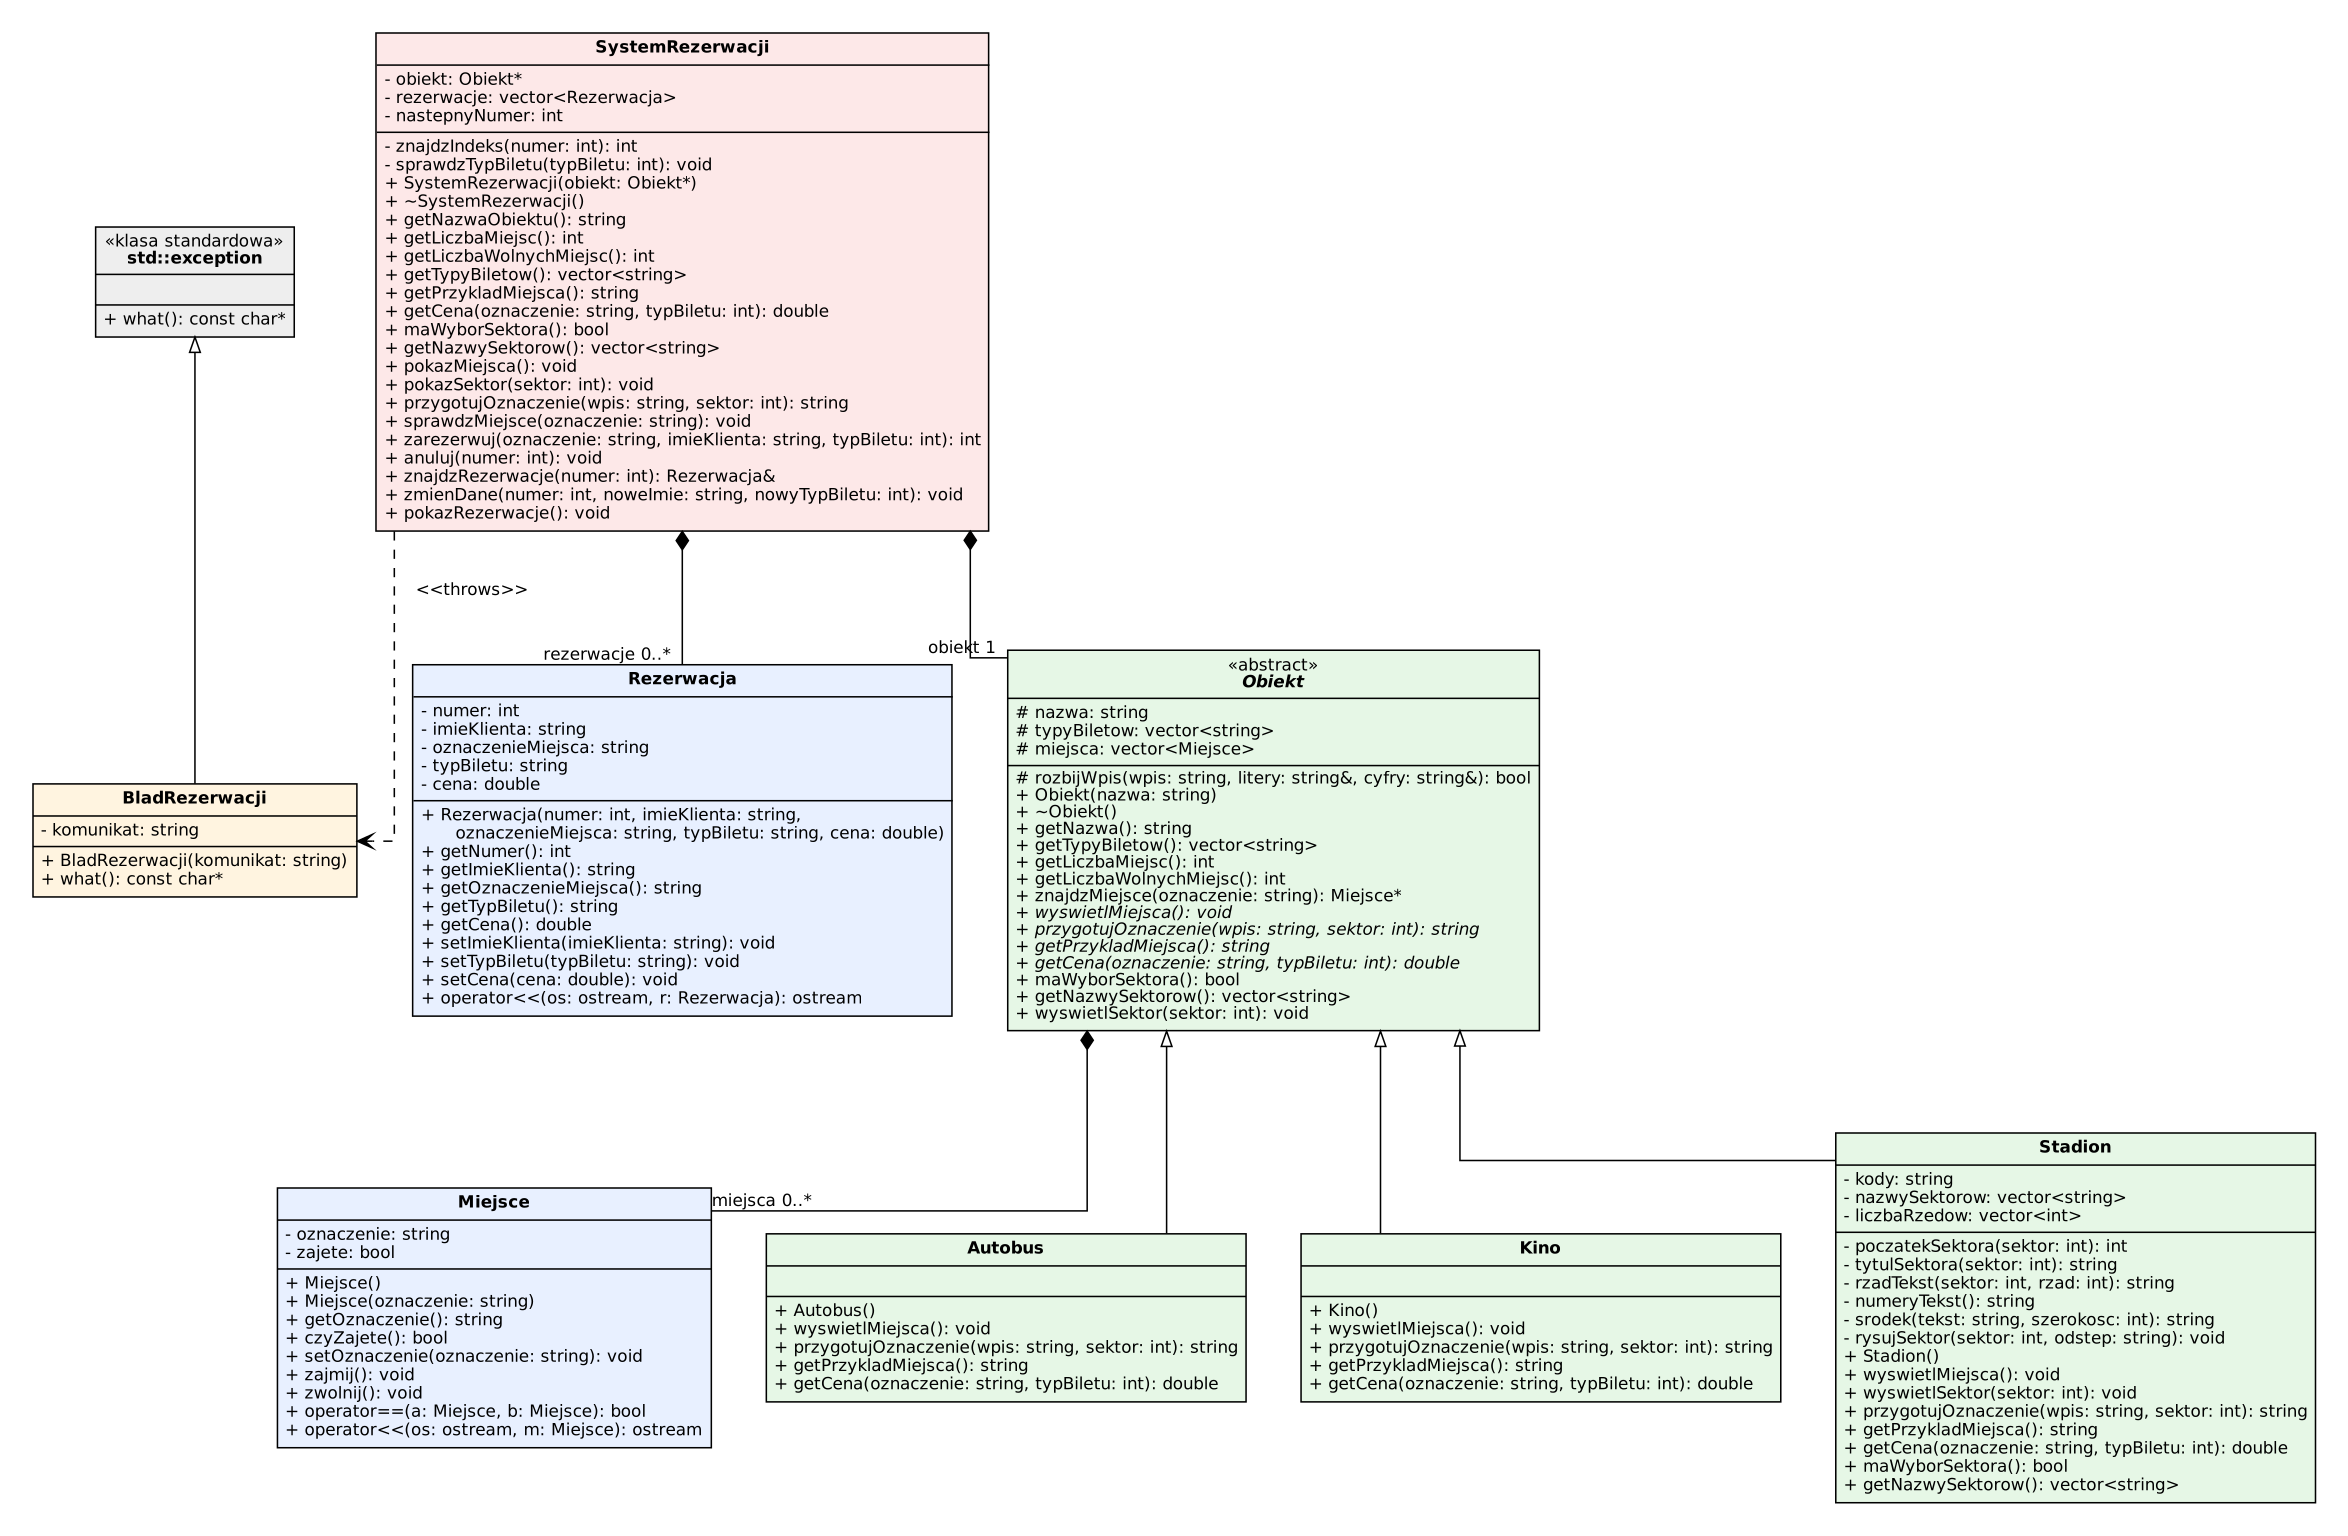 SystemRezerwacji
- obiekt: Obiekt*
- rezerwacje: vector<Rezerwacja>
- nastepnyNumer: int
- znajdzIndeks(numer: int): int
- sprawdzTypBiletu(typBiletu: int): void
+ SystemRezerwacji(obiekt: Obiekt*)
+ ~SystemRezerwacji()
+ getNazwaObiektu(): string
+ getLiczbaMiejsc(): int
+ getLiczbaWolnychMiejsc(): int
+ getTypyBiletow(): vector<string>
+ getPrzykladMiejsca(): string
+ getCena(oznaczenie: string, typBiletu: int): double
+ maWyborSektora(): bool
+ getNazwySektorow(): vector<string>
+ pokazMiejsca(): void
+ pokazSektor(sektor: int): void
+ przygotujOznaczenie(wpis: string, sektor: int): string
+ sprawdzMiejsce(oznaczenie: string): void
+ zarezerwuj(oznaczenie: string, imieKlienta: string, typBiletu: int): int
+ anuluj(numer: int): void
+ znajdzRezerwacje(numer: int): Rezerwacja&
+ zmienDane(numer: int, noweImie: string, nowyTypBiletu: int): void
+ pokazRezerwacje(): void
«klasa standardowa»
std::exception
+ what(): const char*
<<throws>>
rezerwacje 0..*
obiekt 1
BladRezerwacji
- komunikat: string
+ BladRezerwacji(komunikat: string)
+ what(): const char*
Rezerwacja
- numer: int
- imieKlienta: string
- oznaczenieMiejsca: string
- typBiletu: string
- cena: double
+ Rezerwacja(numer: int, imieKlienta: string,
oznaczenieMiejsca: string, typBiletu: string, cena: double)
+ getNumer(): int
+ getImieKlienta(): string
+ getOznaczenieMiejsca(): string
+ getTypBiletu(): string
+ getCena(): double
+ setImieKlienta(imieKlienta: string): void
+ setTypBiletu(typBiletu: string): void
+ setCena(cena: double): void
+ operator<<(os: ostream, r: Rezerwacja): ostream
«abstract»
Obiekt
# nazwa: string
# typyBiletow: vector<string>
# miejsca: vector<Miejsce>
# rozbijWpis(wpis: string, litery: string&, cyfry: string&): bool
+ Obiekt(nazwa: string)
+ ~Obiekt()
+ getNazwa(): string
+ getTypyBiletow(): vector<string>
+ getLiczbaMiejsc(): int
+ getLiczbaWolnychMiejsc(): int
+ znajdzMiejsce(oznaczenie: string): Miejsce*
+ wyswietlMiejsca(): void
+ przygotujOznaczenie(wpis: string, sektor: int): string
+ getPrzykladMiejsca(): string
+ getCena(oznaczenie: string, typBiletu: int): double
+ maWyborSektora(): bool
+ getNazwySektorow(): vector<string>
+ wyswietlSektor(sektor: int): void
miejsca 0..*
Miejsce
- oznaczenie: string
- zajete: bool
+ Miejsce()
+ Miejsce(oznaczenie: string)
+ getOznaczenie(): string
+ czyZajete(): bool
+ setOznaczenie(oznaczenie: string): void
+ zajmij(): void
+ zwolnij(): void
+ operator==(a: Miejsce, b: Miejsce): bool
+ operator<<(os: ostream, m: Miejsce): ostream
Autobus
+ Autobus()
+ wyswietlMiejsca(): void
+ przygotujOznaczenie(wpis: string, sektor: int): string
+ getPrzykladMiejsca(): string
+ getCena(oznaczenie: string, typBiletu: int): double
Kino
+ Kino()
+ wyswietlMiejsca(): void
+ przygotujOznaczenie(wpis: string, sektor: int): string
+ getPrzykladMiejsca(): string
+ getCena(oznaczenie: string, typBiletu: int): double
Stadion
- kody: string
- nazwySektorow: vector<string>
- liczbaRzedow: vector<int>
- poczatekSektora(sektor: int): int
- tytulSektora(sektor: int): string
- rzadTekst(sektor: int, rzad: int): string
- numeryTekst(): string
- srodek(tekst: string, szerokosc: int): string
- rysujSektor(sektor: int, odstep: string): void
+ Stadion()
+ wyswietlMiejsca(): void
+ wyswietlSektor(sektor: int): void
+ przygotujOznaczenie(wpis: string, sektor: int): string
+ getPrzykladMiejsca(): string
+ getCena(oznaczenie: string, typBiletu: int): double
+ maWyborSektora(): bool
+ getNazwySektorow(): vector<string>